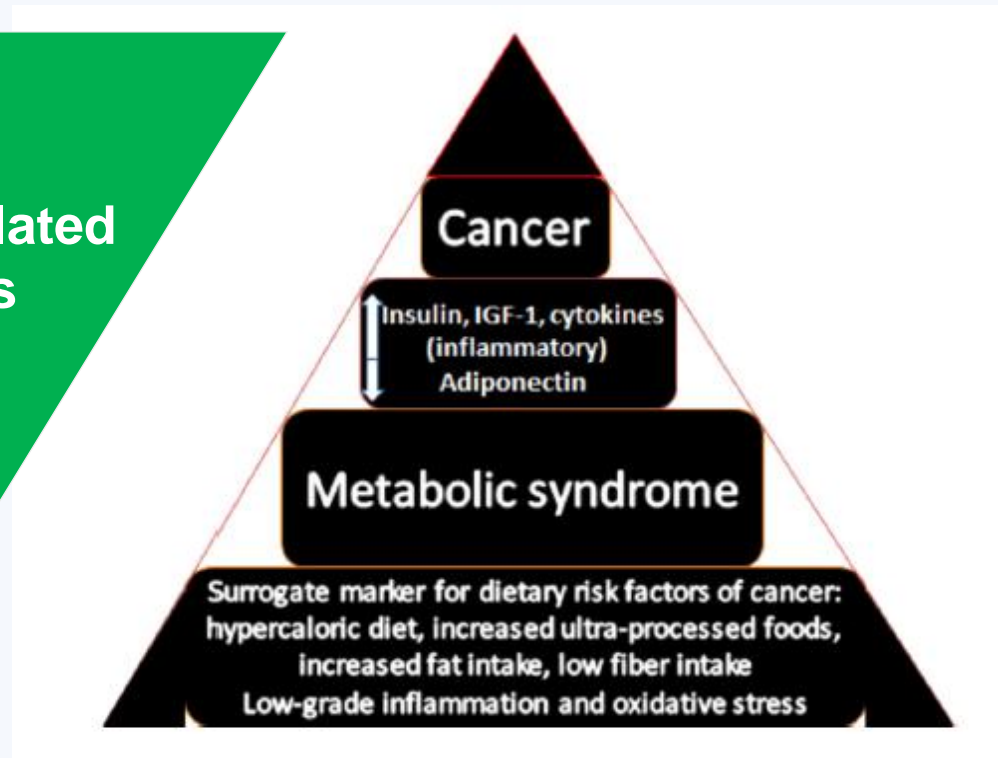 lated
s
Cancer
Insulin, IGF-1, cytokines
(inflammatory)
Adiponectin
Metabolic syndrome
Surrogate marker for dietary risk factors of cancer:
hypercaloric diet, increased ultra-processed foods,
increased fat intake, low fiber intake
Low-grade inflammation and oxidative stress